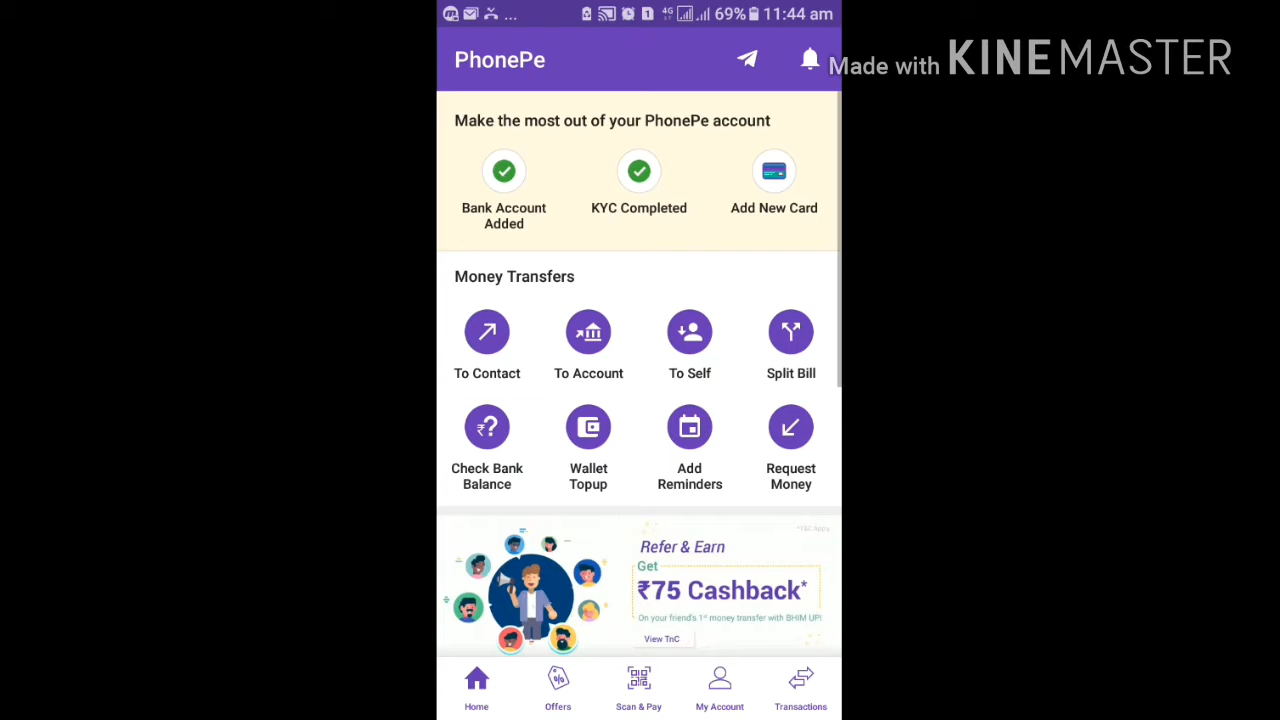 ... 1 4G 69% 11:44 am
PhonePe
Made with KINEMASTER
Make the most out of your PhonePe account
Bank Account
Added
KYC Completed
Add New Card
Money Transfers
To Contact
To Account
To Self
Split Bill
₹?
Check Bank
Balance
Wallet
Topup
Add
Reminders
Request
Money
*T&C Apply
Refer & Earn
Get
₹75 Cashback*
On your friend's 1st money transfer with BHIM UPI
View TnC
%
Home
Offers
Scan & Pay
My Account
Transactions